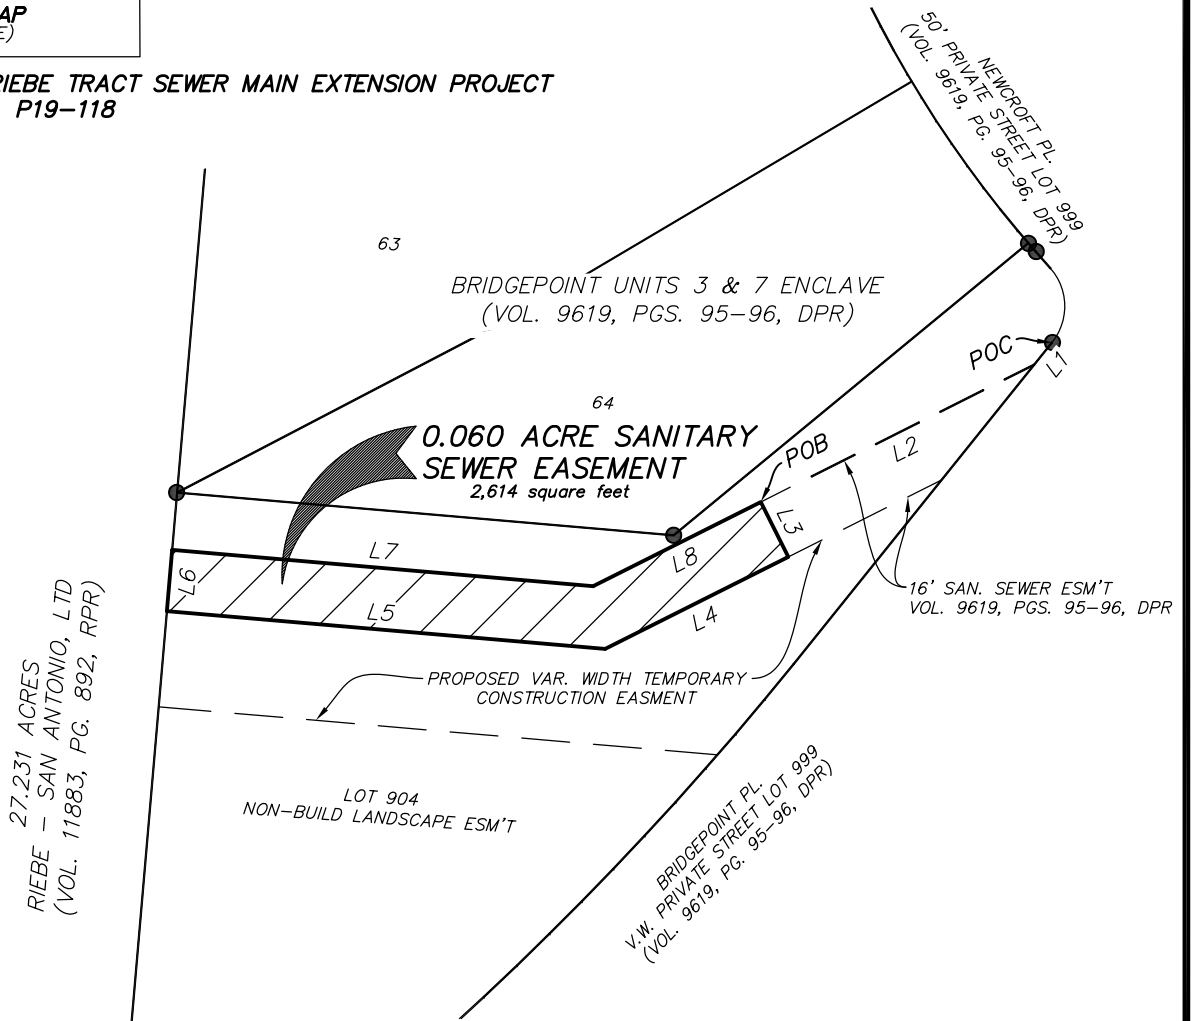 AP
E)
RIEBE TRACT SEWER MAIN EXTENSION PROJECT
P19-118
NEWCROFT PL.
50' PRIVATE STREET LOT 999
(VOL. 9619, PG. 95-96, DPR)
63
BRIDGEPOINT UNITS 3 & 7 ENCLAVE
(VOL. 9619, PGS. 95-96, DPR)
POC
L1
64
0.060 ACRE SANITARY
SEWER EASEMENT
2,614 square feet
POB
L2
L3
L7
L8
L6
L5
L4
16' SAN. SEWER ESM'T
VOL. 9619, PGS. 95-96, DPR
27.231 ACRES
RIEBE - SAN ANTONIO, LTD
(VOL. 11883, PG. 892, RPR)
PROPOSED VAR. WIDTH TEMPORARY
CONSTRUCTION EASMENT
LOT 904
NON-BUILD LANDSCAPE ESM'T
BRIDGEPOINT PL.
V.W. PRIVATE STREET LOT 999
(VOL. 9619, PG. 95-96, DPR)